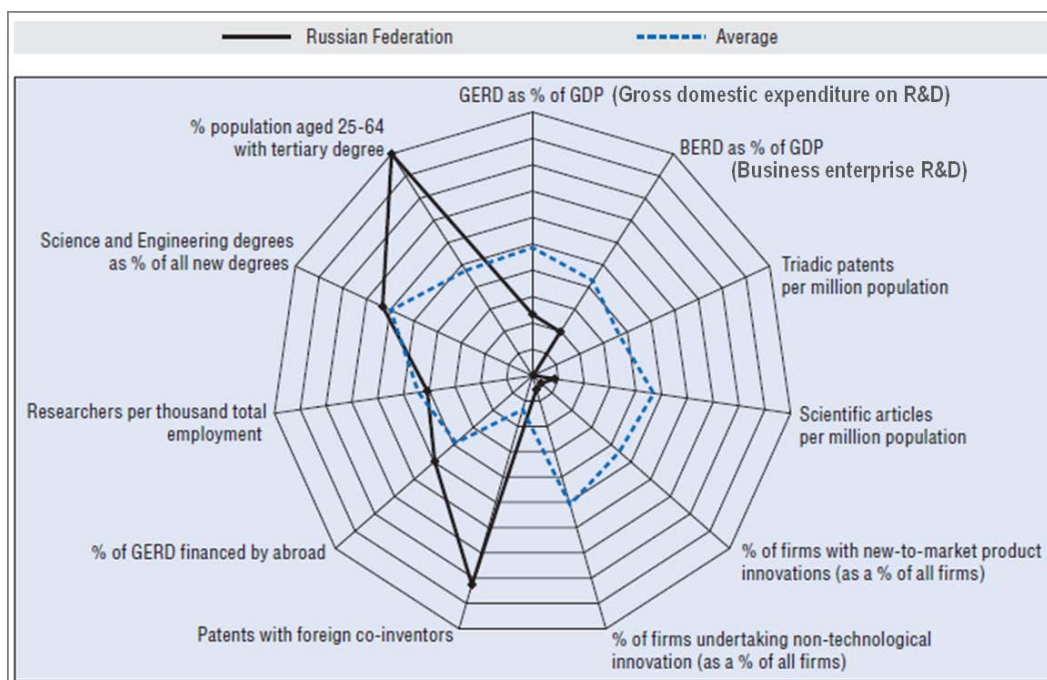 Russian Federation
Average
GERD as % of GDP (Gross domestic expenditure on R&D)
BERD as % of GDP
(Business enterprise R&D)
Triadic patents
per million population
Scientific articles
per million population
% of firms with new-to-market product
innovations (as a % of all firms)
% of firms undertaking non-technological
innovation (as a % of all firms)
Patents with foreign co-inventors
% of GERD financed by abroad
Researchers per thousand total
employment
Science and Engineering degrees
as % of all new degrees
% population aged 25-64
with tertiary degree